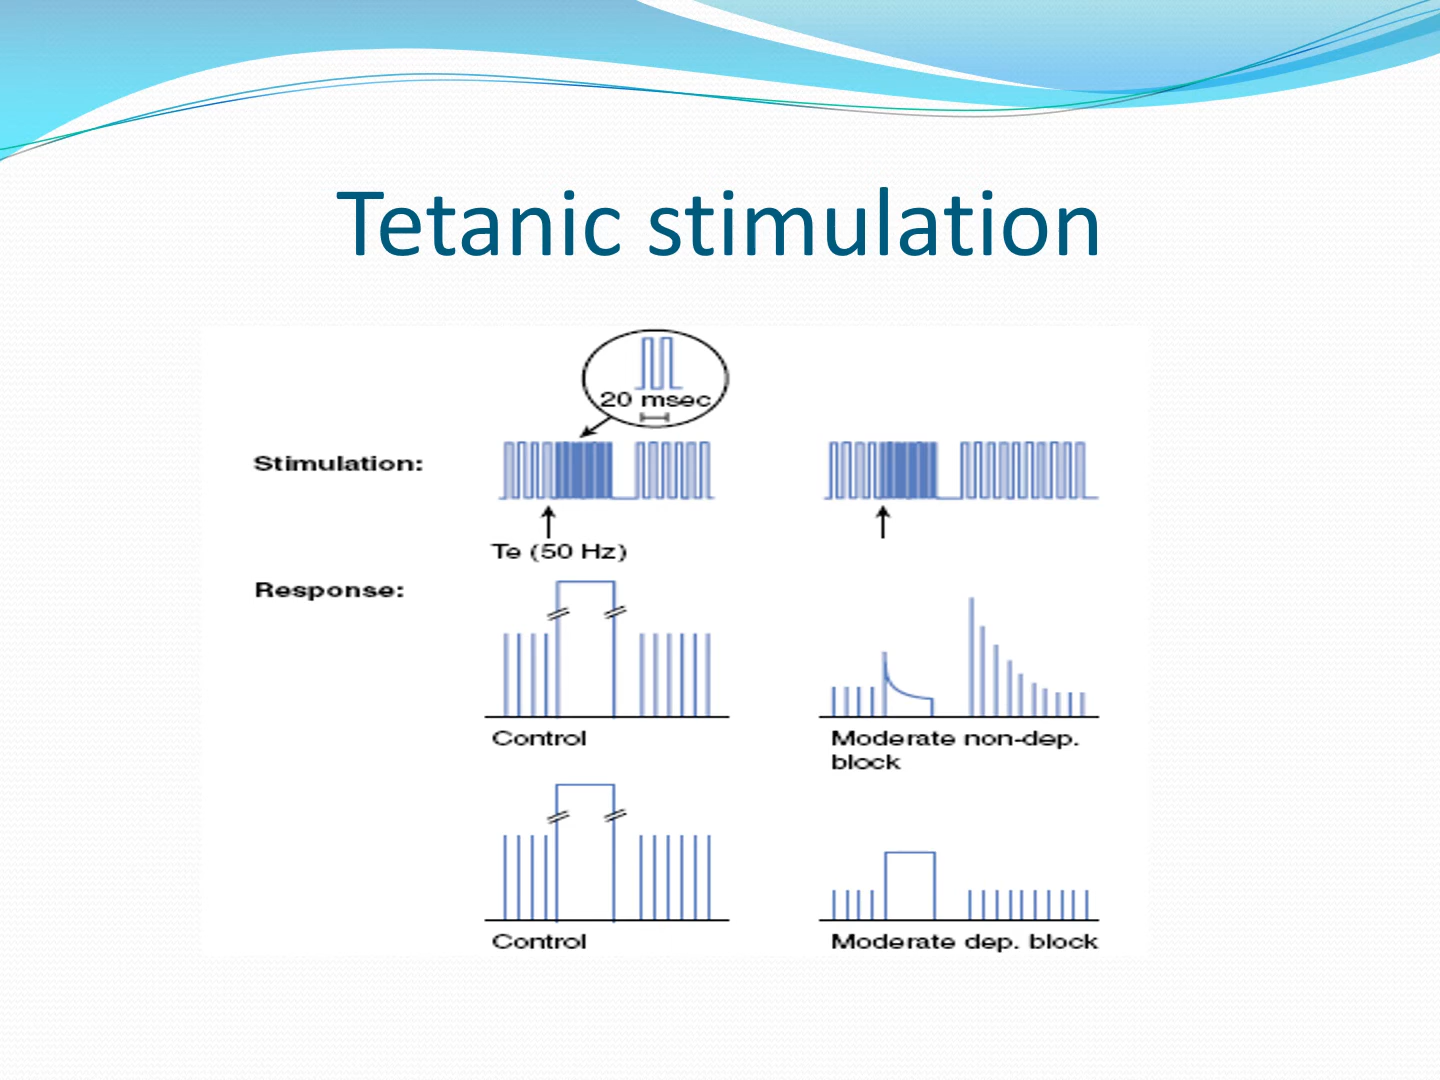 Tetanic stimulation
20 msec
Stimulation:
Te (50 Hz)
Response:
Control
Moderate non-dep.
block
Control
Moderate dep. block